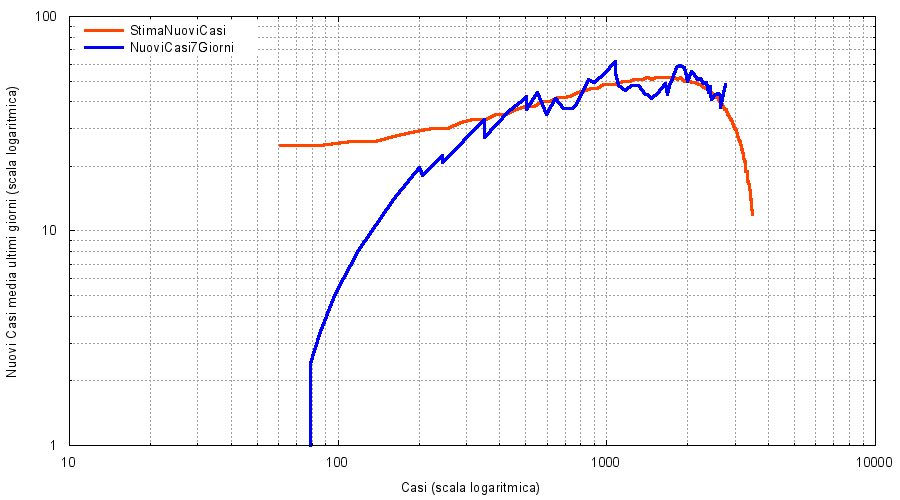 100
StimaNuoviCasi
NuoviCasi7Giorni
Nuovi Casi media ultimi giorni (scala logaritmica)
10
1
10
100
1000
10000
Casi (scala logaritmica)